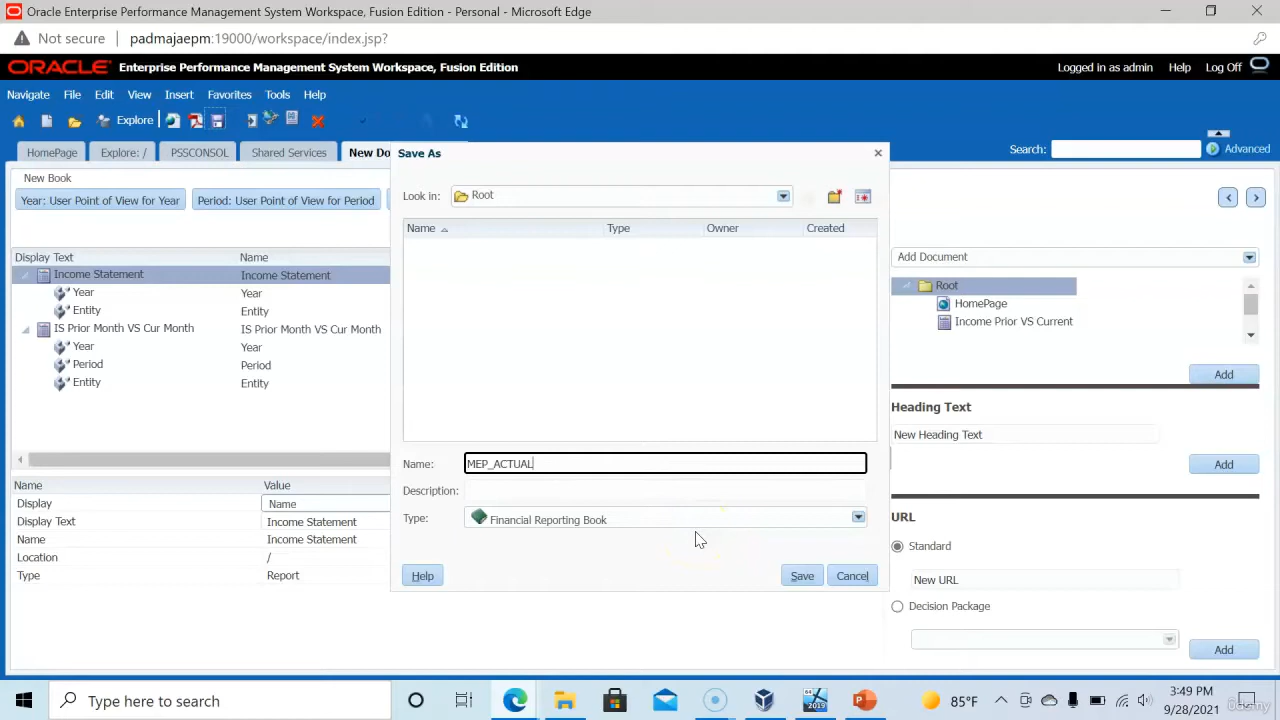 Oracle Enterprise Performance Management System Workspace, Fusion Edition - Personal - Microsoft Edge
Not secure padmajaepm:19000/workspace/index.jsp?
ORACLE Enterprise Performance Management System Workspace, Fusion Edition Logged in as admin Help Log Off
Navigate File Edit View Insert Favorites Tools Help
Explore
HomePage Explore: / PSSCONSOL Shared Services New Do Save As Search: Advanced
New Book
Year: User Point of View for Year Period: User Point of View for Period
Look in: Root
Name Type Owner Created
Display Text Name
Income Statement Income Statement
Year Year
Entity Entity
IS Prior Month VS Cur Month IS Prior Month VS Cur Month
Year Year
Period Period
Entity Entity
Name: MEP_ACTUAL
Description:
Type: Financial Reporting Book
Help Save Cancel
Name Value
Display Name
Display Text Income Statement
Name Income Statement
Location /
Type Report
Add Document
Root
HomePage
Income Prior VS Current
Add
Heading Text
New Heading Text
Add
URL
Standard
New URL
Decision Package
Add
Type here to search
2019
85°F
3:49 PM
9/28/2021
udemy